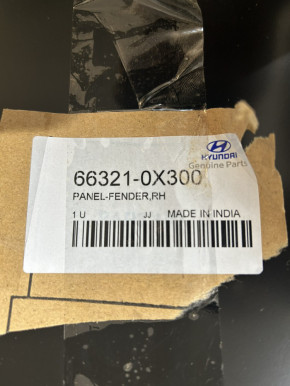 HYUNDAI
Genuine Parts
66321-0X300
PANEL-FENDER,RH
1 U JJ MADE IN INDIA